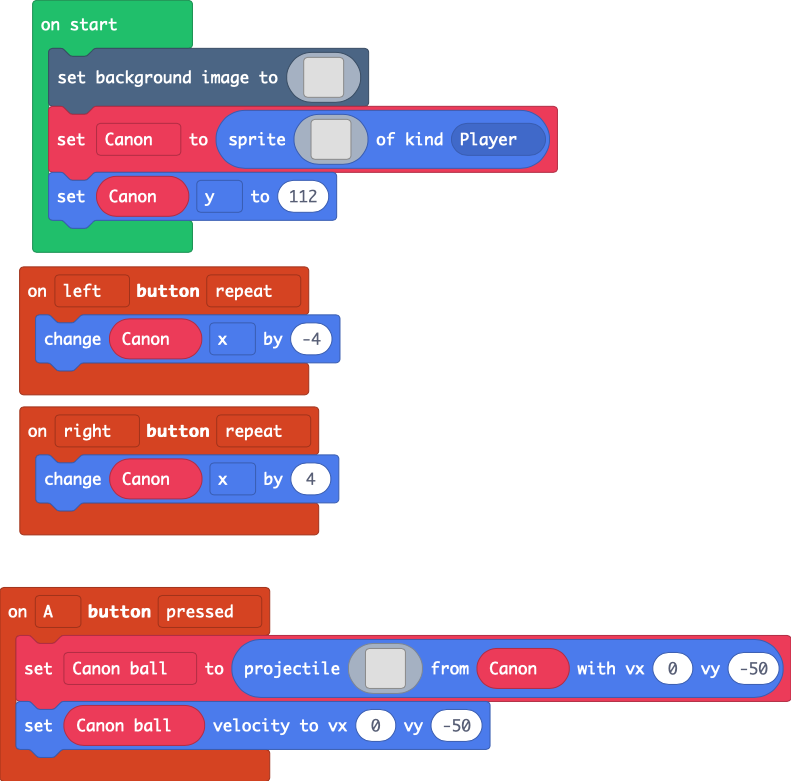 on start
set background image to
set Canon to sprite of kind Player
set Canon y to 112
on left button repeat
change Canon x by -4
on right button repeat
change Canon x by 4
on A button pressed
set Canon ball to projectile from Canon with vx 0 vy -50
set Canon ball velocity to vx 0 vy -50